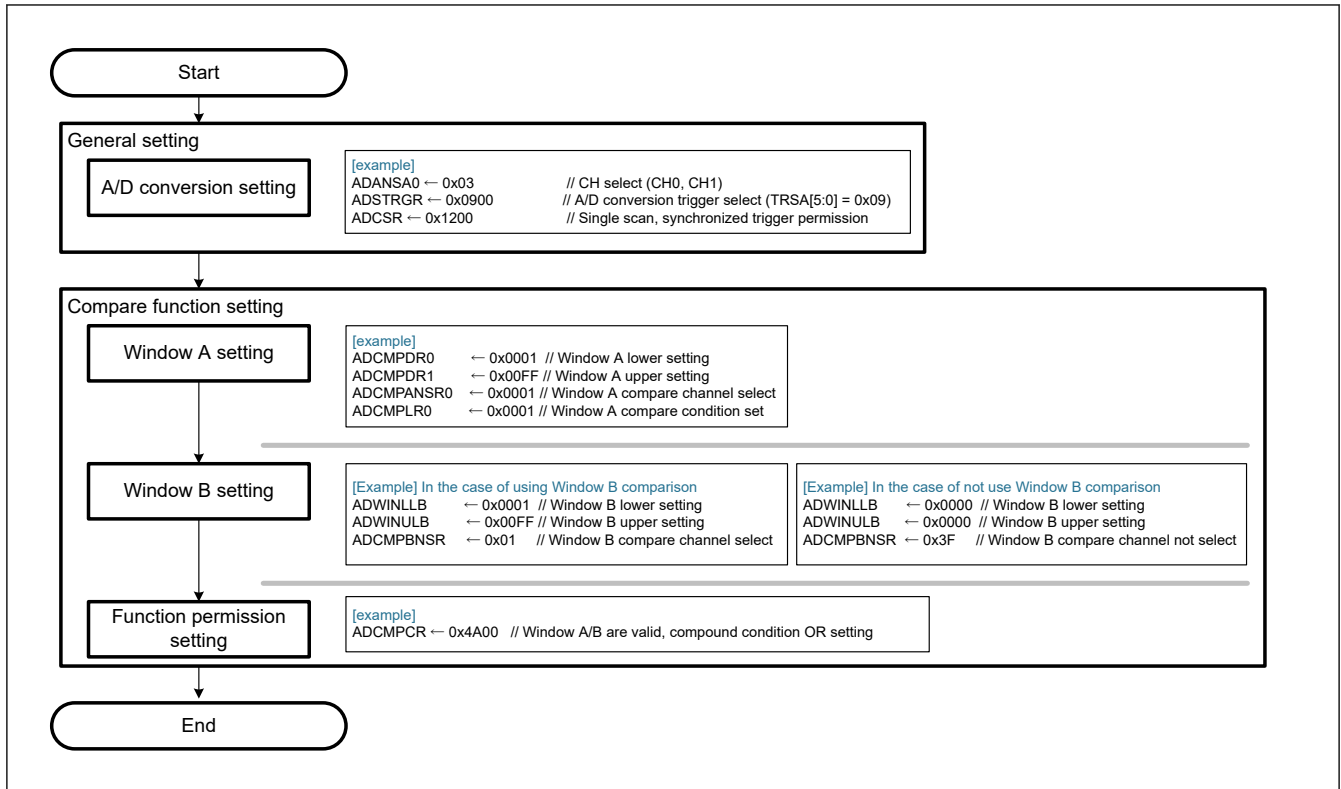 Start
General setting
A/D conversion setting
[example]
ADANSA0 ← 0x03 // CH select (CH0, CH1)
ADSTRGR ← 0x0900 // A/D conversion trigger select (TRSA[5:0] = 0x09)
ADCSR ← 0x1200 // Single scan, synchronized trigger permission
Compare function setting
Window A setting
[example]
ADCMPDR0 ← 0x0001 // Window A lower setting
ADCMPDR1 ← 0x00FF // Window A upper setting
ADCMPANSR0 ← 0x0001 // Window A compare channel select
ADCMPLR0 ← 0x0001 // Window A compare condition set
Window B setting
[Example] In the case of using Window B comparison
ADWINLLB ← 0x0001 // Window B lower setting
ADWINULB ← 0x00FF // Window B upper setting
ADCMPBNSR ← 0x01 // Window B compare channel select
[Example] In the case of not use Window B comparison
ADWINLLB ← 0x0000 // Window B lower setting
ADWINULB ← 0x0000 // Window B upper setting
ADCMPBNSR ← 0x3F // Window B compare channel not select
Function permission
setting
[example]
ADCMPCR ← 0x4A00 // Window A/B are valid, compound condition OR setting
End